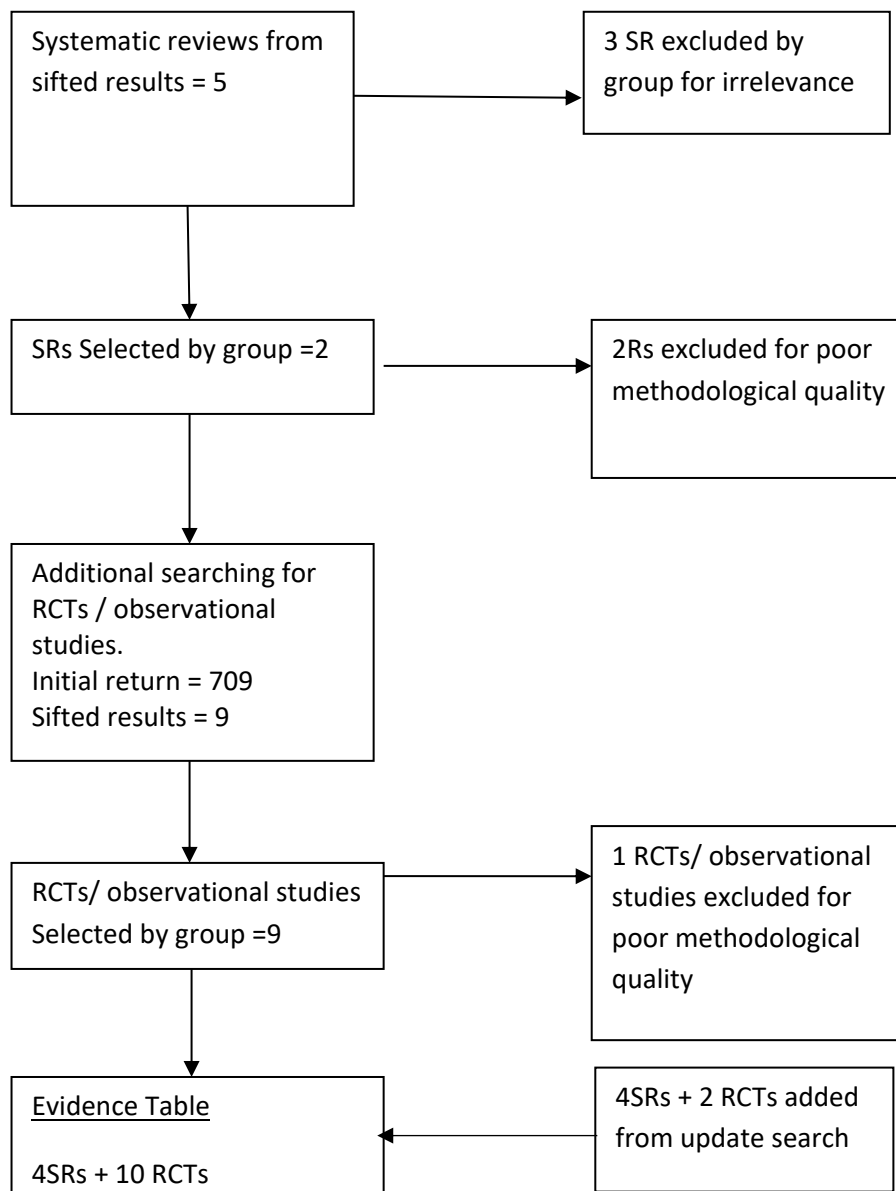 Systematic reviews from
sifted results = 5
3 SR excluded by
group for irrelevance
SRs Selected by group =2
2Rs excluded for poor
methodological quality
Additional searching for
RCTs / observational
studies.
Initial return = 709
Sifted results = 9
RCTs/ observational studies
Selected by group =9
1 RCTs/ observational
studies excluded for
poor methodological
quality
Evidence Table
4SRs + 10 RCTs
4SRs + 2 RCTs added
from update search